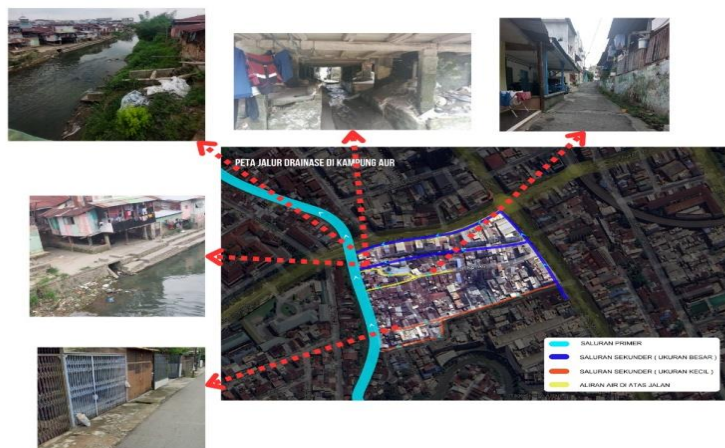 PETA JALUR DRAINASE DI KAMPUNG AUR
SALURAN PRIMER
SALURAN SEKUNDER ( UKURAN BESAR )
SALURAN SEKUNDER ( UKURAN KECIL )
ALIRAN AIR DI ATAS JALAN